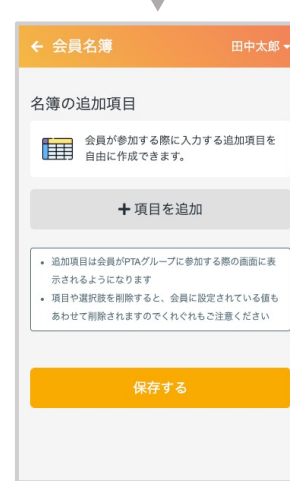 会員名簿 田中太郎
名簿の追加項目
会員が参加する際に入力する追加項目を
自由に作成できます。
+ 項目を追加
• 追加項目は会員がPTAグループに参加する際の画面に表
示されるようになります
• 項目や選択肢を削除すると、会員に設定されている値も
あわせて削除されますのでくれぐれもご注意ください
保存する